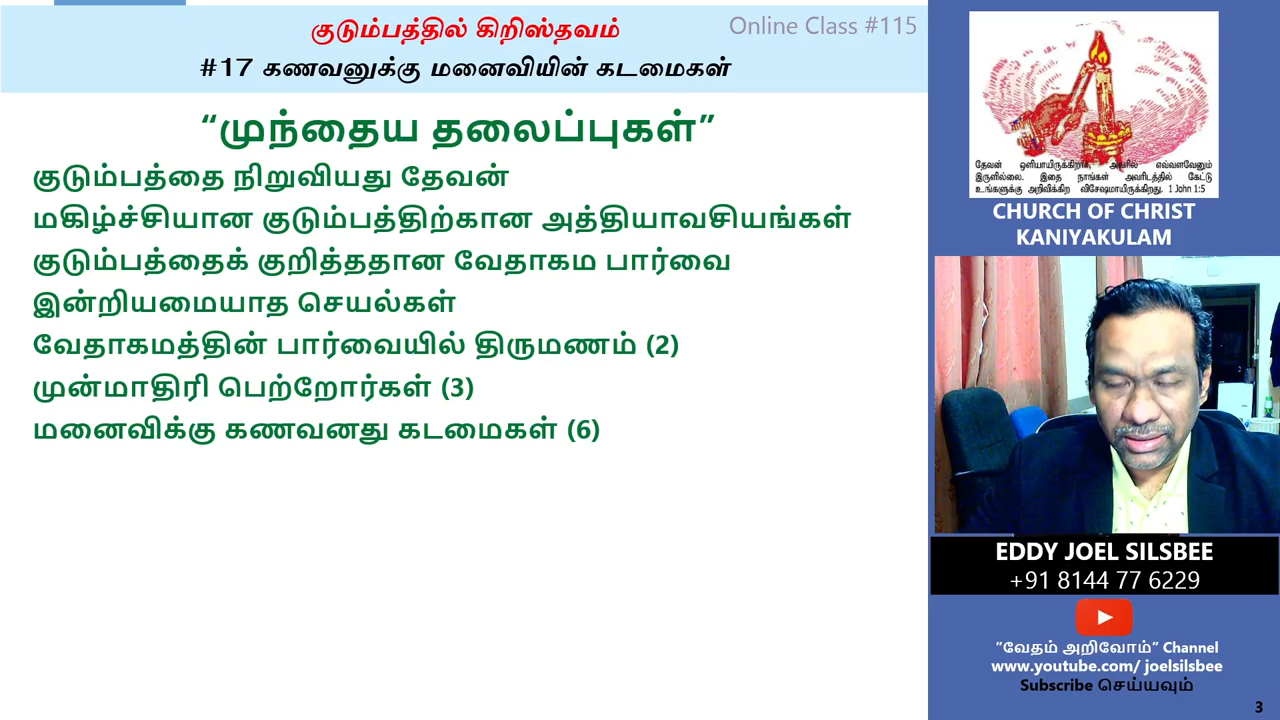 குடும்பத்தில் கிறிஸ்தவம்
Online Class #115
#17 கணவனுக்கு மனைவியின் கடமைகள்
“முந்தைய தலைப்புகள்”
குடும்பத்தை நிறுவியது தேவன்
மகிழ்ச்சியான குடும்பத்திற்கான அத்தியாவசியங்கள்
குடும்பத்தைக் குறித்ததான வேதாகம பார்வை
இன்றியமையாத செயல்கள்
வேதாகமத்தின் பார்வையில் திருமணம் (2)
முன்மாதிரி பெற்றோர்கள் (3)
மனைவிக்கு கணவனது கடமைகள் (6)
தேவன் ஒளியாயிருக்கிறார், அவரில் எவ்வளவேனும்
இருளில்லை. இதை நாங்கள் அவரிடத்தில் கேட்டு
உங்களுக்கு அறிவிக்கிற விசேஷமாயிருக்கிறது. 1 John 1:5
CHURCH OF CHRIST
KANIYAKULAM
EDDY JOEL SILSBEE
+91 8144 77 6229
”வேதம் அறிவோம்” Channel
www.youtube.com/ joelsilsbee
Subscribe செய்யவும்
3